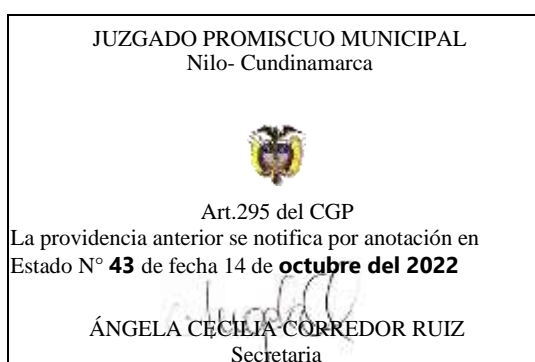 JUZGADO PROMISCUO MUNICIPAL
Nilo- Cundinamarca
Art.295 del CGP
La providencia anterior se notifica por anotación en
Estado N° 43 de fecha 14 de octubre del 2022
ÁNGELA CECILIA CORREDOR RUIZ
Secretaria